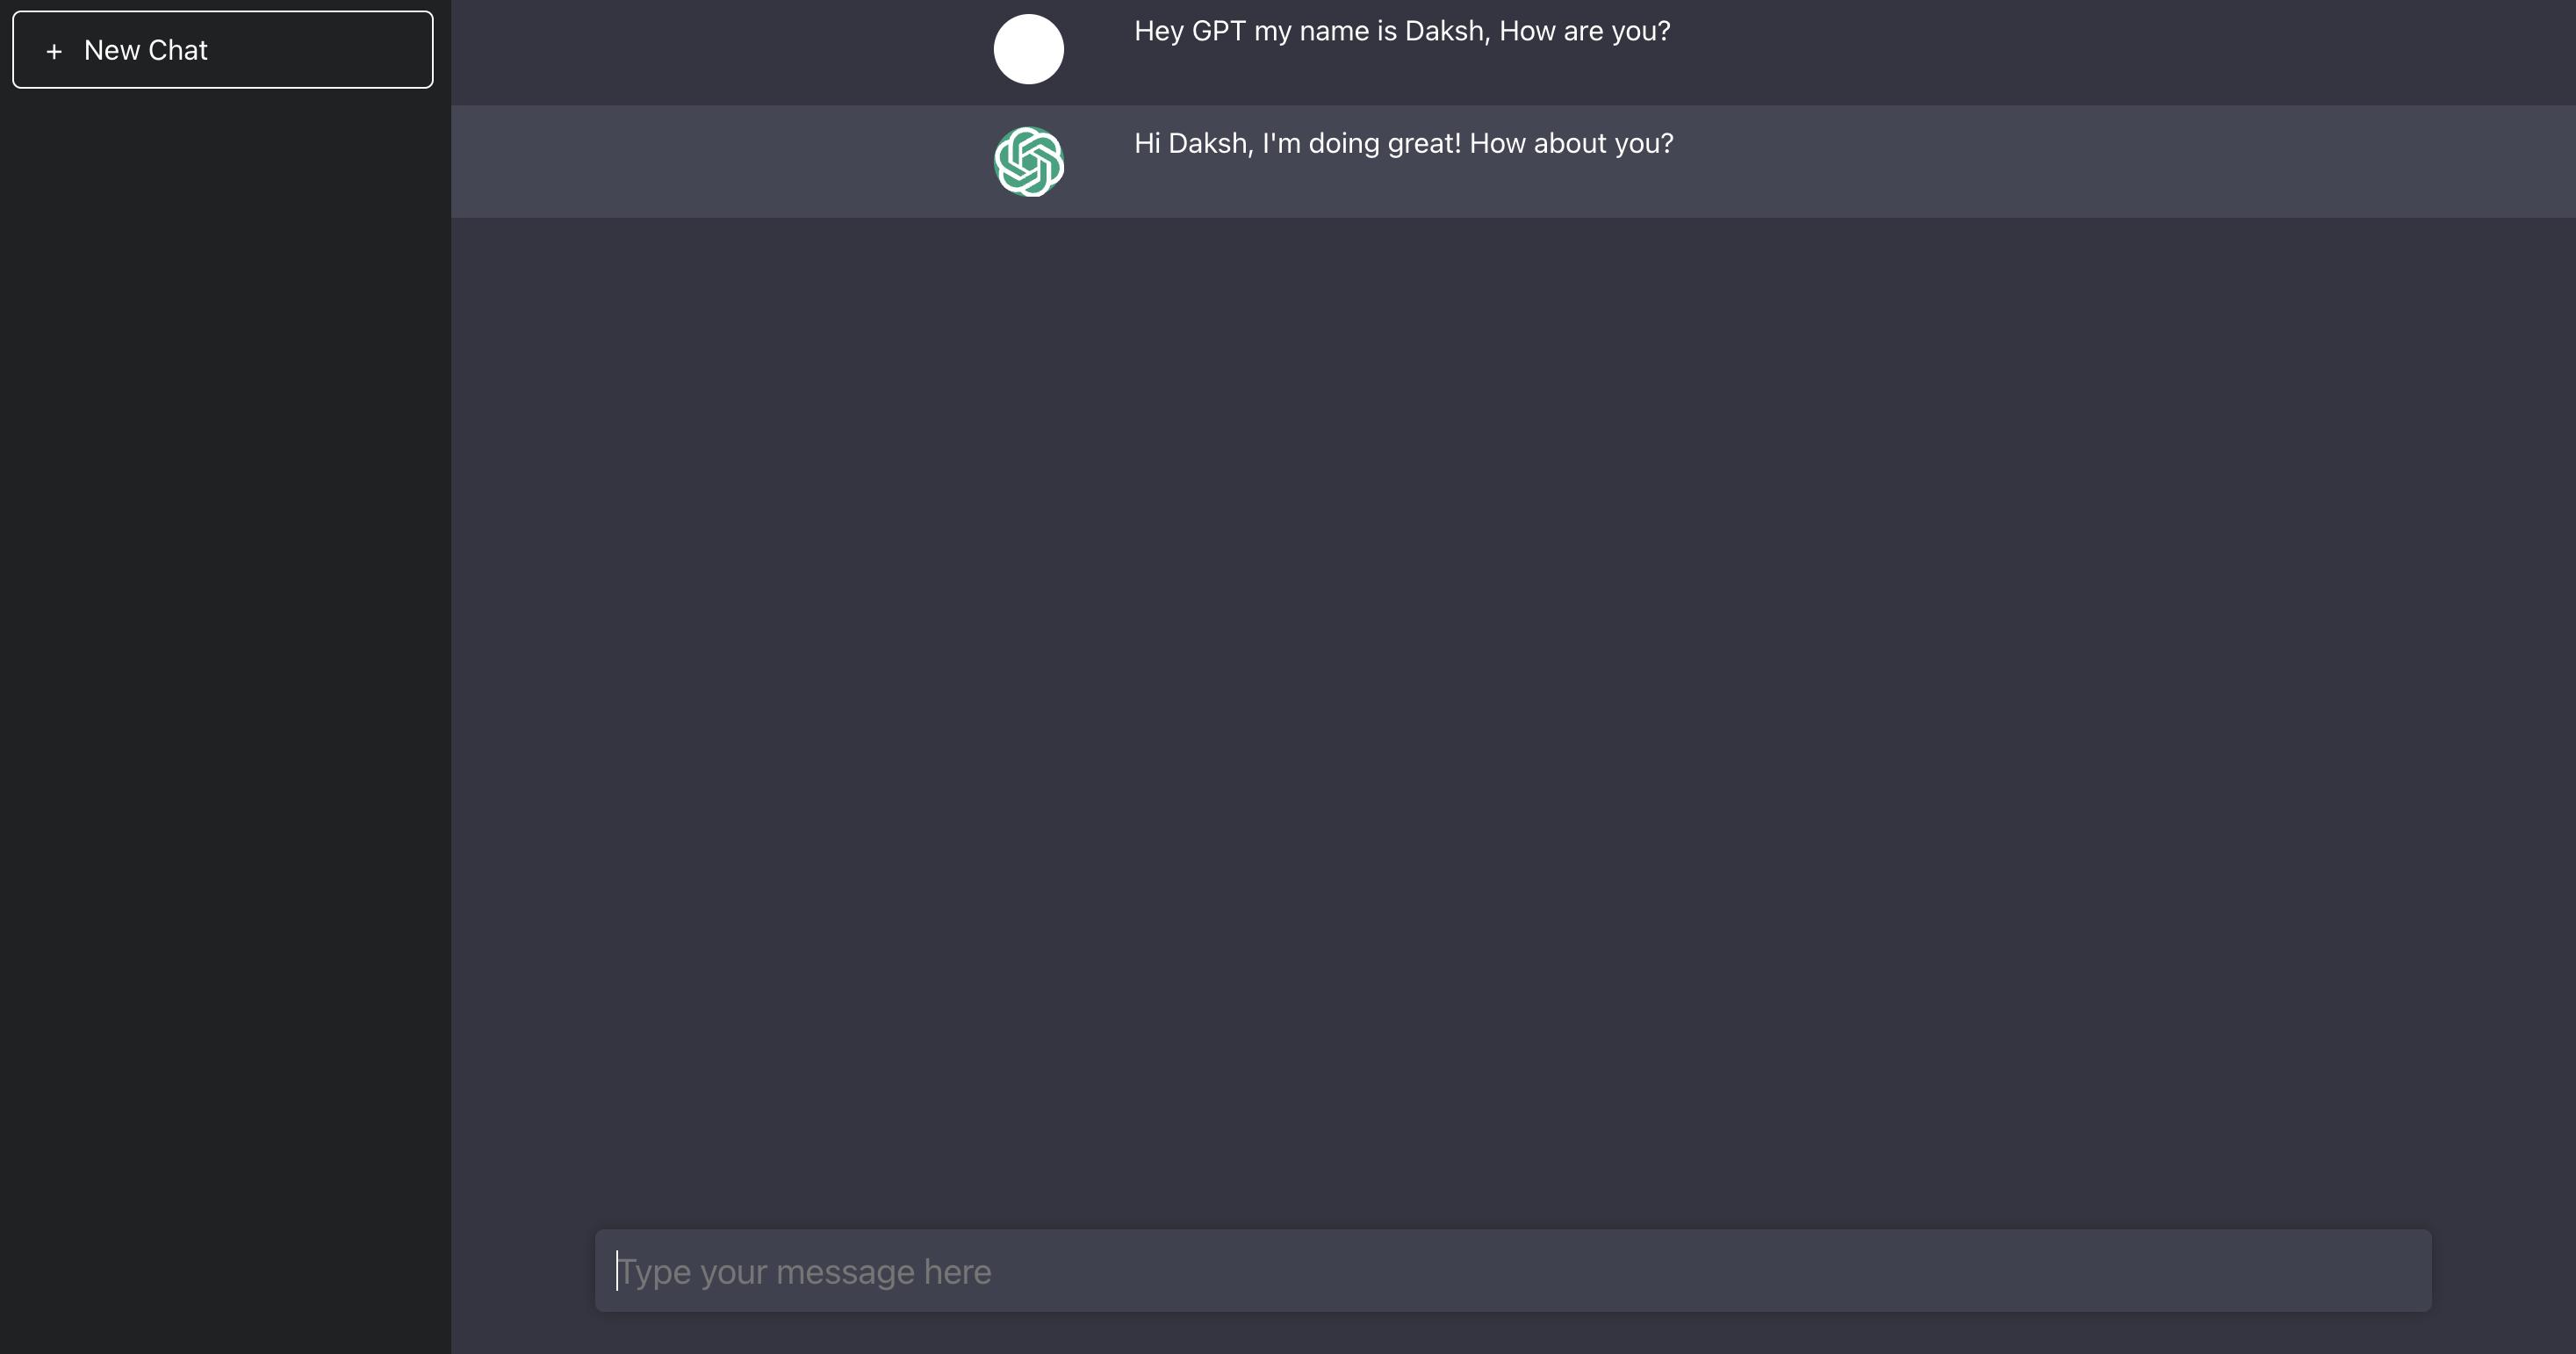 + New Chat
Hey GPT my name is Daksh, How are you?
Hi Daksh, I'm doing great! How about you?
Type your message here